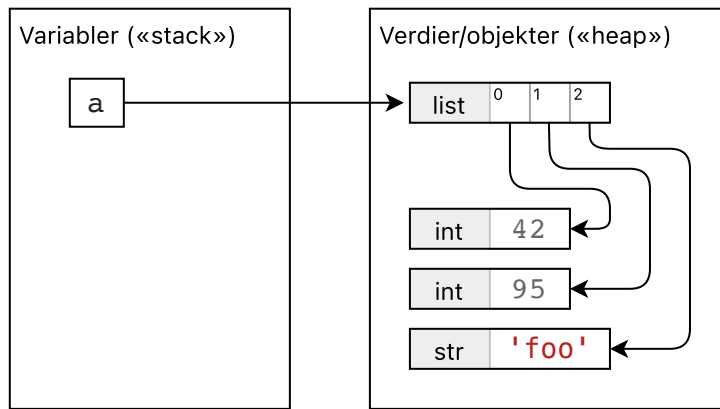 Variabler («stack»)
a
Verdier/objekter («heap»)
list 0 1 2
int 42
int 95
str 'foo'